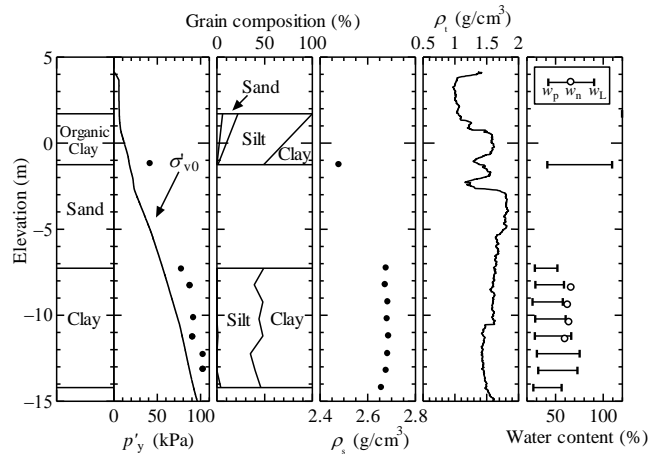 Grain composition (%)
0 50 100
ρt (g/cm³)
0.5 1 1.5 2
Elevation (m)
5
0
−5
−10
−15
Organic
Clay
Sand
Clay
σ'v0
0 50 100
p'y (kPa)
Sand
Silt
Clay
Silt
Clay
2.4 2.6 2.8
ρs (g/cm³)
wp wn wL
0 50 100
Water content (%)